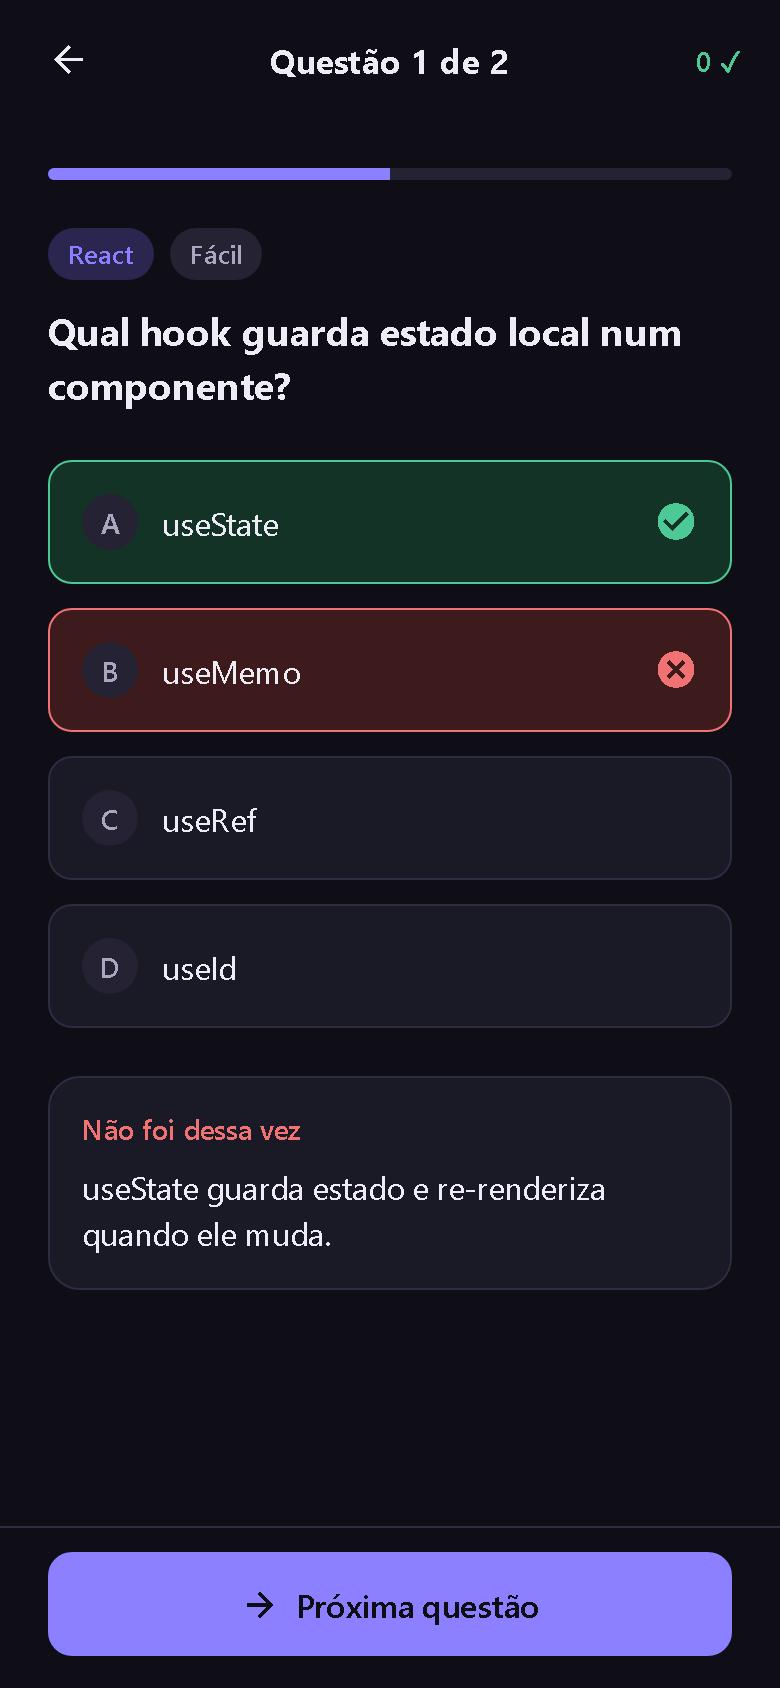 Questão 1 de 2
0 ✓
React
Fácil
Qual hook guarda estado local num
componente?
A
useState
B
useMemo
C
useRef
D
useId
Não foi dessa vez
useState guarda estado e re-renderiza
quando ele muda.
Próxima questão